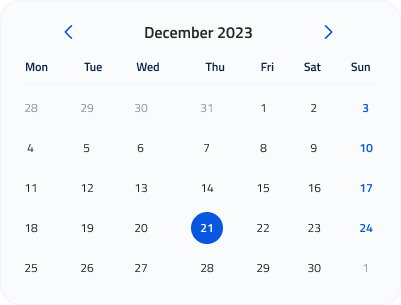 December 2023
Mon Tue Wed Thu Fri Sat Sun
28 29 30 31 1 2 3
4 5 6 7 8 9 10
11 12 13 14 15 16 17
18 19 20 21 22 23 24
25 26 27 28 29 30 1